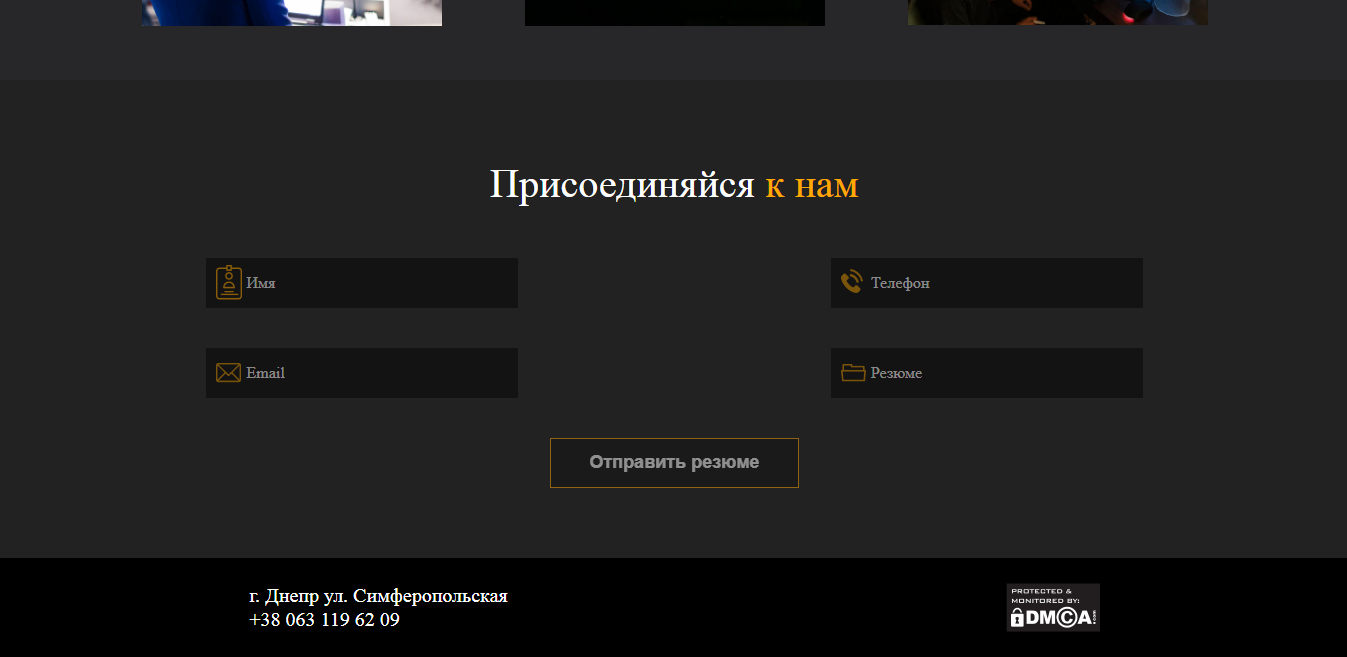 Присоединяйся к нам
Имя
Телефон
Email
Резюме
Отправить резюме
г. Днепр ул. Симферопольская
+38 063 119 62 09
PROTECTED &
MONITORED BY:
DMCA.com